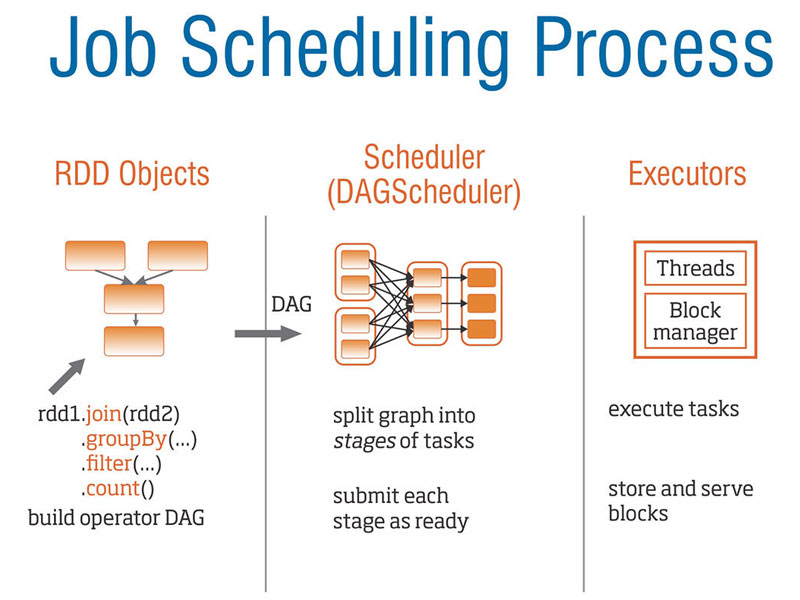 Job Scheduling Process
RDD Objects
rdd1.join(rdd2)
.groupBy(...)
.filter(...)
.count()
build operator DAG
DAG
Scheduler
(DAGScheduler)
split graph into
stages of tasks
submit each
stage as ready
Executors
Threads
Block
manager
execute tasks
store and serve
blocks